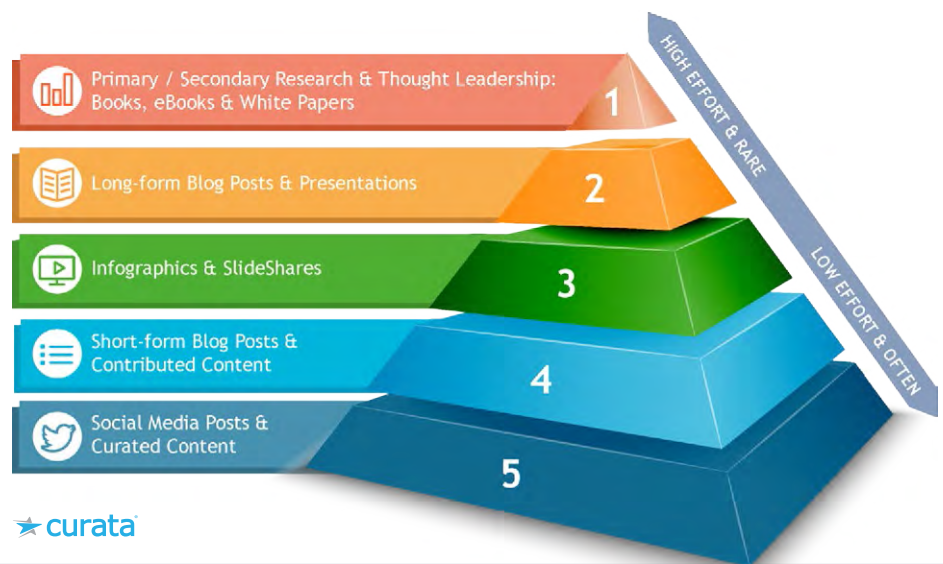 Primary / Secondary Research & Thought Leadership:
Books, eBooks & White Papers
1
Long-form Blog Posts & Presentations
2
Infographics & SlideShares
3
Short-form Blog Posts &
Contributed Content
4
Social Media Posts &
Curated Content
5
HIGH EFFORT & RARE
LOW EFFORT & OFTEN
curata